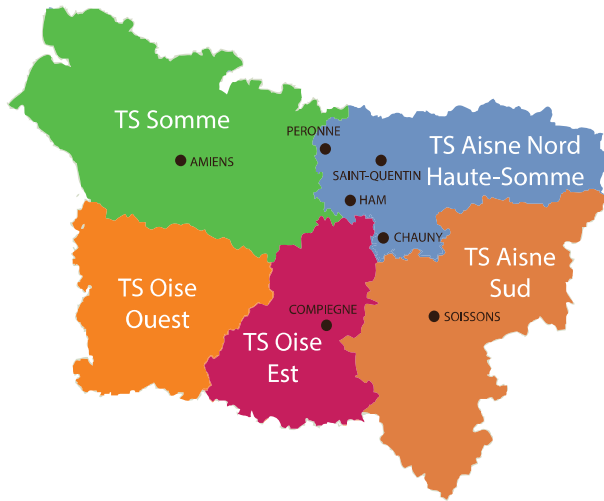 TS Somme
AMIENS
PERONNE
TS Aisne Nord
Haute-Somme
SAINT-QUENTIN
HAM
CHAUNY
TS Aisne
Sud
TS Oise
Ouest
COMPIEGNE
SOISSONS
TS Oise
Est